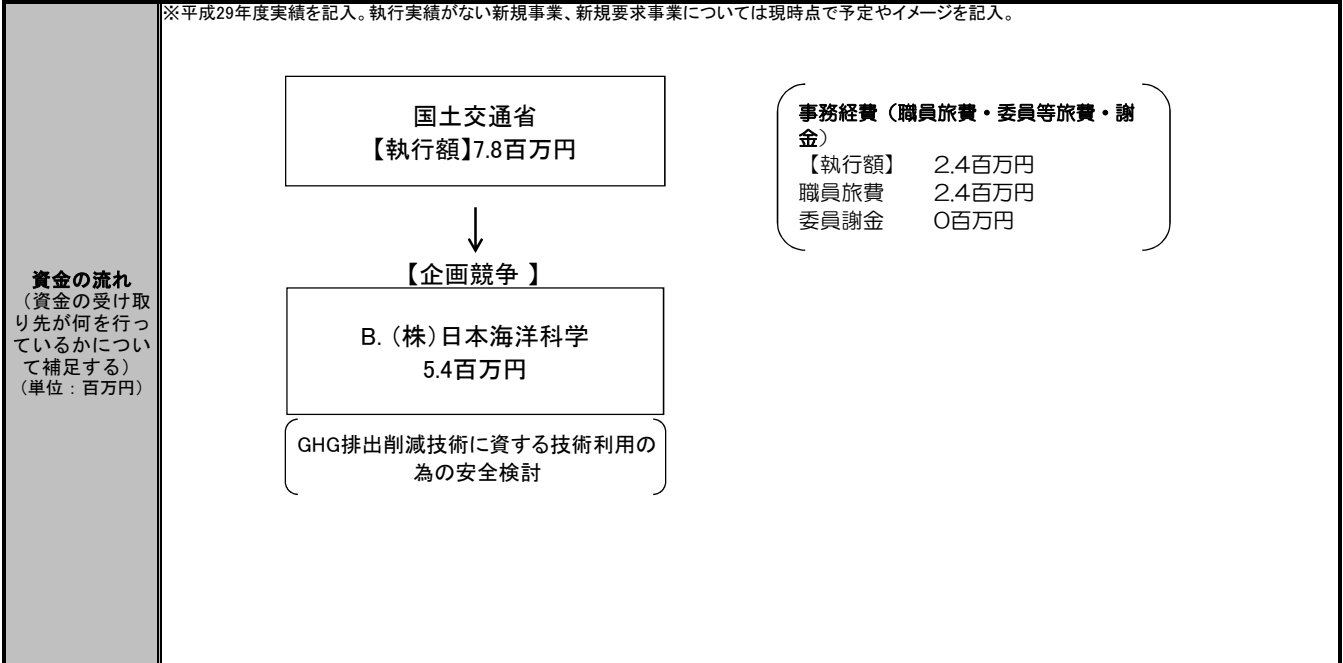 ※平成29年度実績を記入。執行実績がない新規事業、新規要求事業については現時点で予定やイメージを記入。
資金の流れ
（資金の受け取
り先が何を行っ
ているかについ
て補足する）
（単位：百万円）
国土交通省
【執行額】7.8百万円
【企画競争 】
B. （株）日本海洋科学
5.4百万円
GHG排出削減技術に資する技術利用の
為の安全検討
事務経費（職員旅費・委員等旅費・謝
金）
【執行額】 2.4百万円
職員旅費 2.4百万円
委員謝金 0百万円